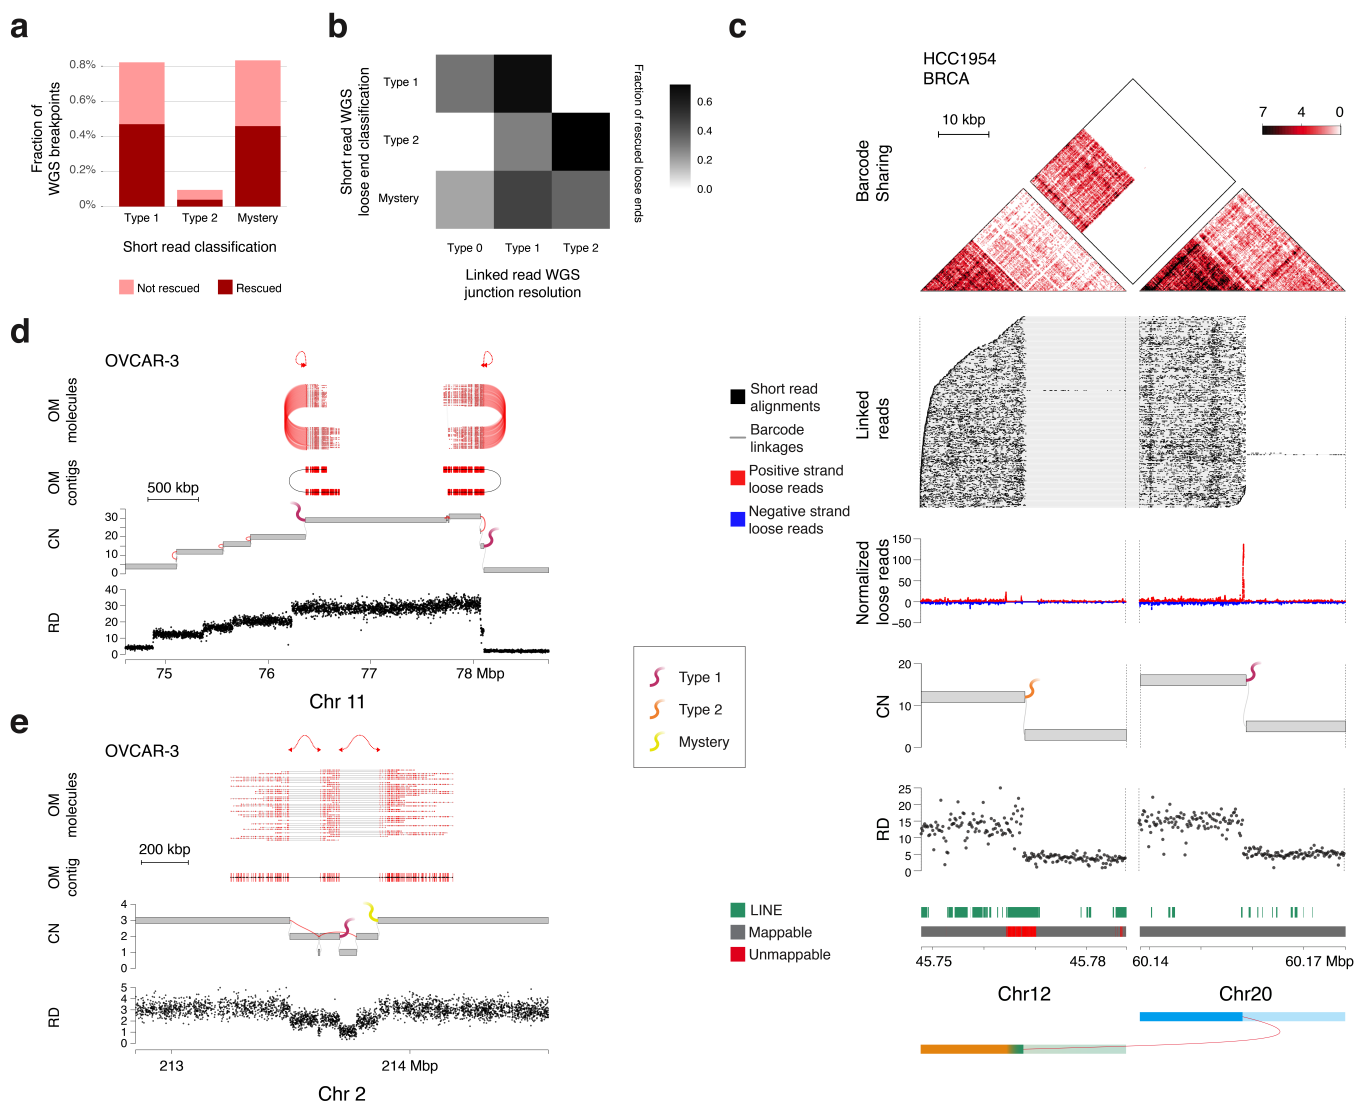 a
Fraction of
WGS breakpoints
0.8%
0.6%
0.4%
0.2%
0%
Type 1
Type 2
Mystery
Short read classification
Not rescued
Rescued
b
Short read WGS
loose end classification
Type 1
Type 2
Mystery
Type 0
Type 1
Type 2
Linked read WGS
junction resolution
Fraction of rescued loose ends
0.6
0.4
0.2
0.0
c
HCC1954
BRCA
10 kbp
7
4
0
Barcode
Sharing
Linked
reads
Short read
alignments
Barcode
linkages
Positive strand
loose reads
Negative strand
loose reads
Normalized
loose reads
150
100
50
0
−50
CN
20
10
0
RD
25
20
15
10
5
0
LINE
Mappable
Unmappable
45.75
45.78
60.14
60.17 Mbp
Chr12
Chr20
d
OVCAR-3
OM
molecules
OM
contigs
500 kbp
CN
30
20
10
0
RD
40
30
20
10
0
75
76
77
78 Mbp
Chr 11
Type 1
Type 2
Mystery
e
OVCAR-3
OM
molecules
200 kbp
OM
contig
CN
4
3
2
1
0
RD
5
4
3
2
1
0
213
214 Mbp
Chr 2